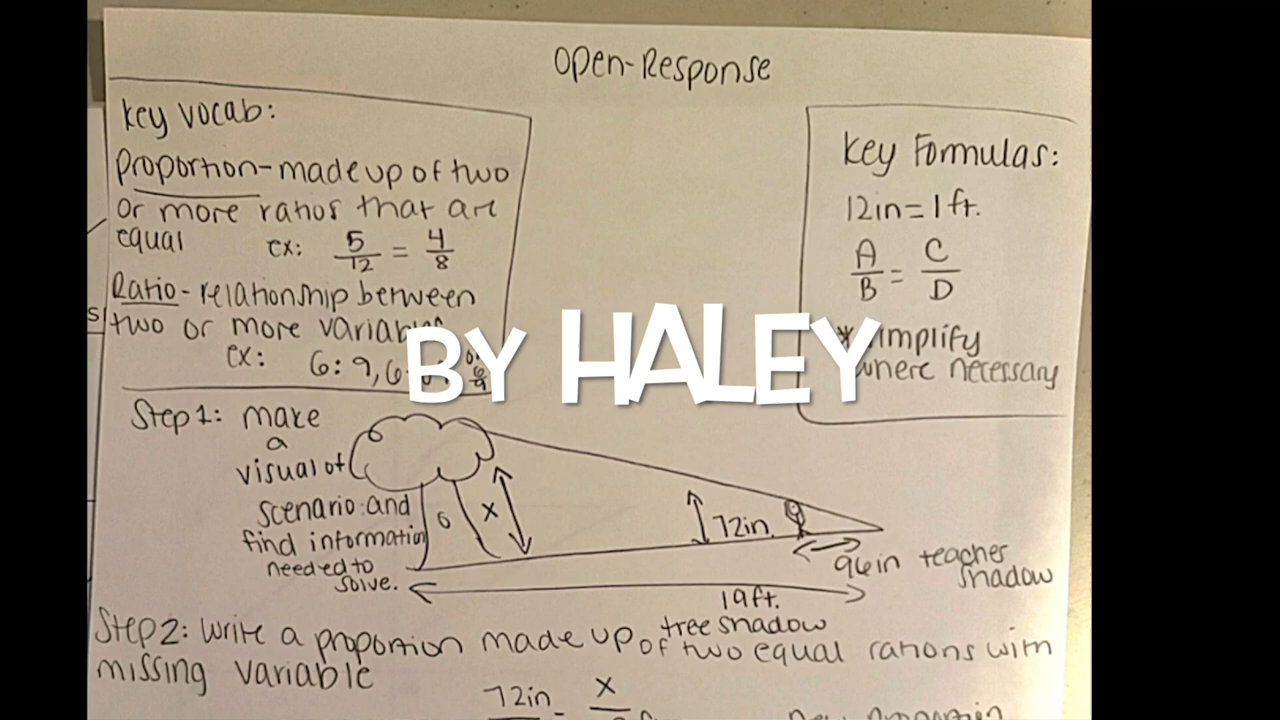 Open-Response
Key Vocab:
proportion-made up of two
or more ratios that are
equal ex: 5/12 = 4/8
Ratio - relationship between
two or more
ex: 6:9, 6
Key Formulas:
12in = 1ft.
A/B = C/D
where necessary
BY HALEY
Step 1: make
a
visual of
scenario and
find information
needed to
solve.
x
72in.
96in teacher
shadow
19ft.
tree shadow
Step 2: Write a proportion made up of two equal rations with
missing variable
72in = x